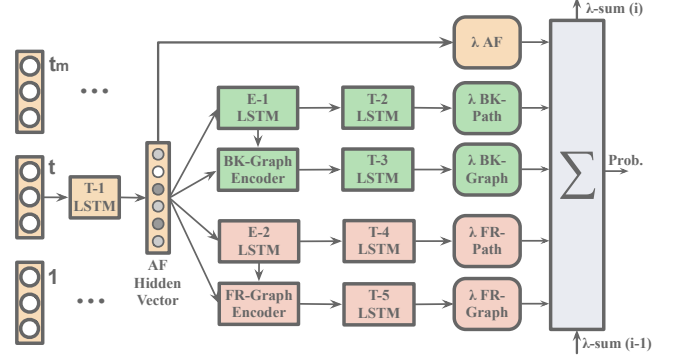 λ-sum (i)
tm
...
λ AF
E-1
LSTM
T-2
LSTM
λ BK-
Path
t
T-1
LSTM
BK-Graph
Encoder
T-3
LSTM
λ BK-
Graph
∑
Prob.
E-2
LSTM
T-4
LSTM
λ FR-
Path
AF
Hidden
Vector
1
...
FR-Graph
Encoder
T-5
LSTM
λ FR-
Graph
λ-sum (i-1)